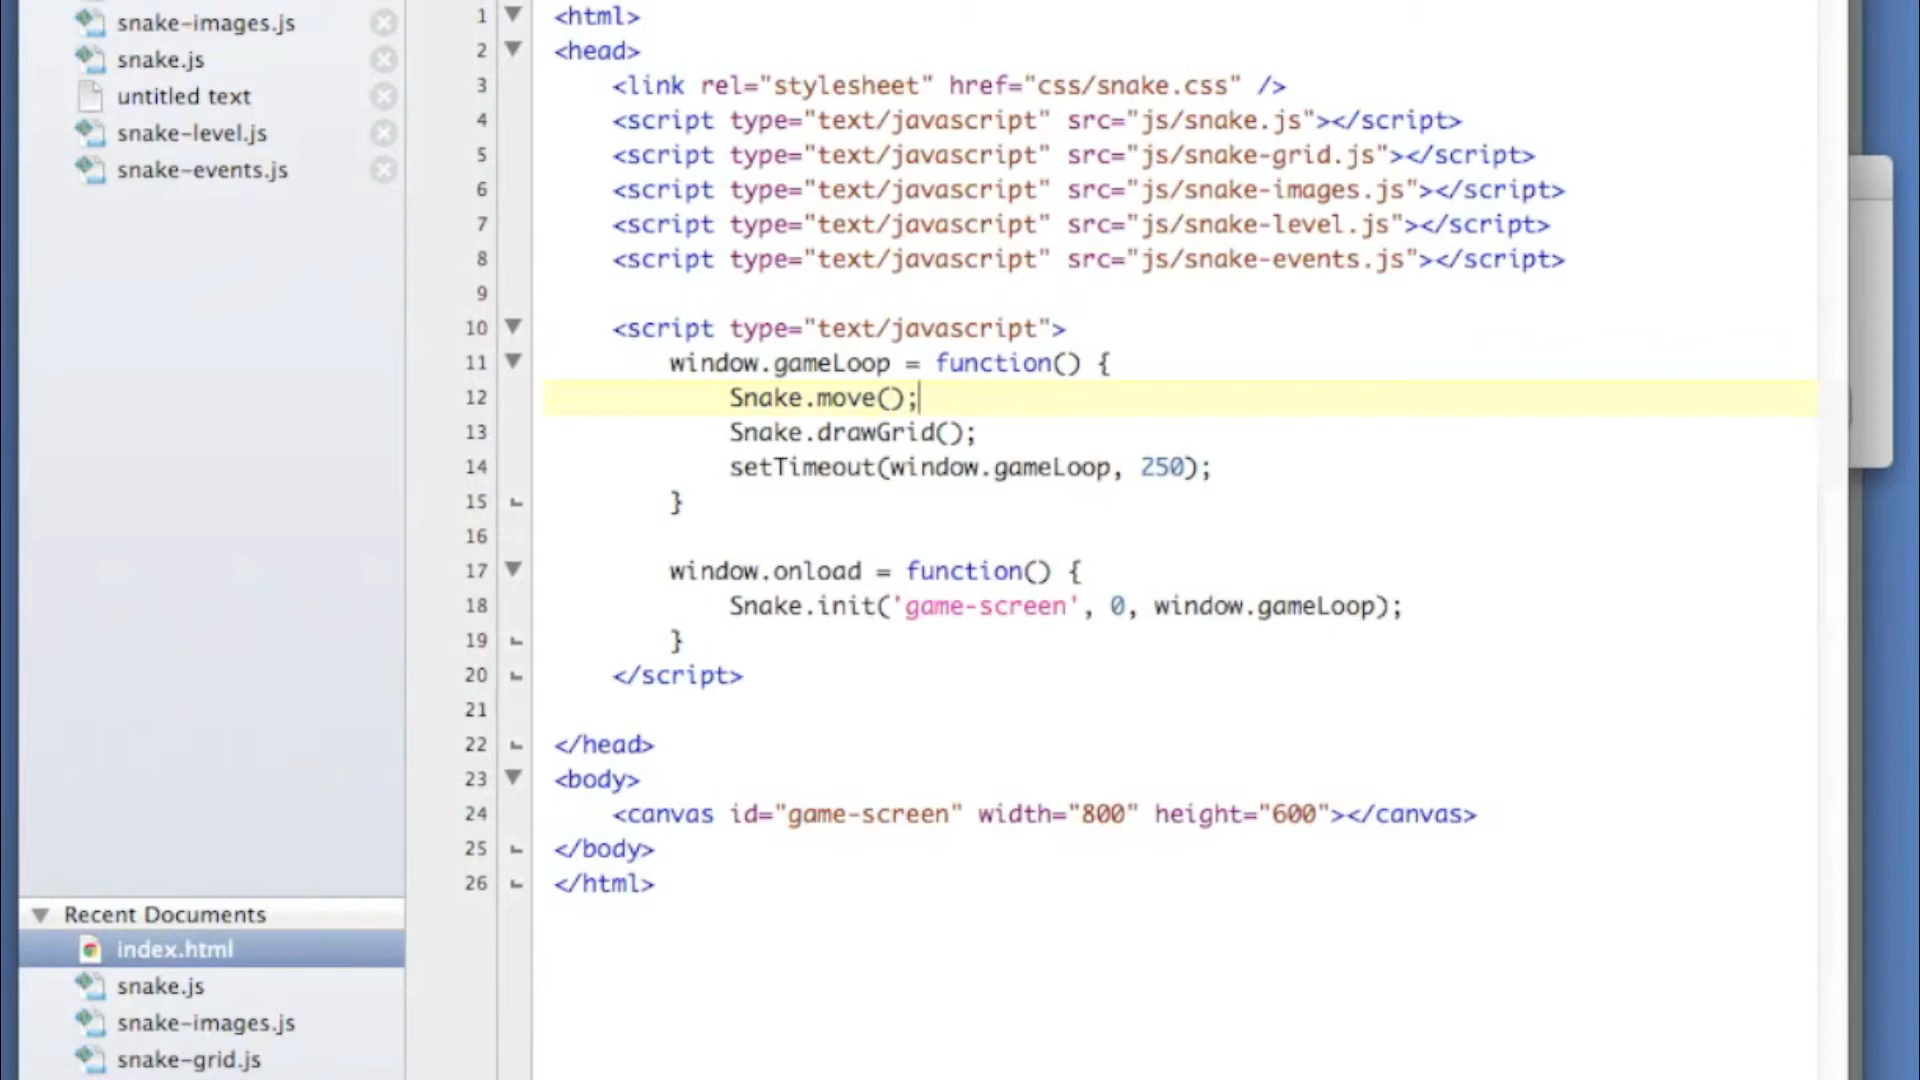 snake-images.js
snake.js
untitled text
snake-level.js
snake-events.js
Recent Documents
index.html
snake.js
snake-images.js
snake-grid.js
1 <html>
2 <head>
3 <link rel="stylesheet" href="css/snake.css" />
4 <script type="text/javascript" src="js/snake.js"></script>
5 <script type="text/javascript" src="js/snake-grid.js"></script>
6 <script type="text/javascript" src="js/snake-images.js"></script>
7 <script type="text/javascript" src="js/snake-level.js"></script>
8 <script type="text/javascript" src="js/snake-events.js"></script>
9
10 <script type="text/javascript">
11 window.gameLoop = function() {
12 Snake.move();
13 Snake.drawGrid();
14 setTimeout(window.gameLoop, 250);
15 }
16
17 window.onload = function() {
18 Snake.init('game-screen', 0, window.gameLoop);
19 }
20 </script>
21
22 </head>
23 <body>
24 <canvas id="game-screen" width="800" height="600"></canvas>
25 </body>
26 </html>